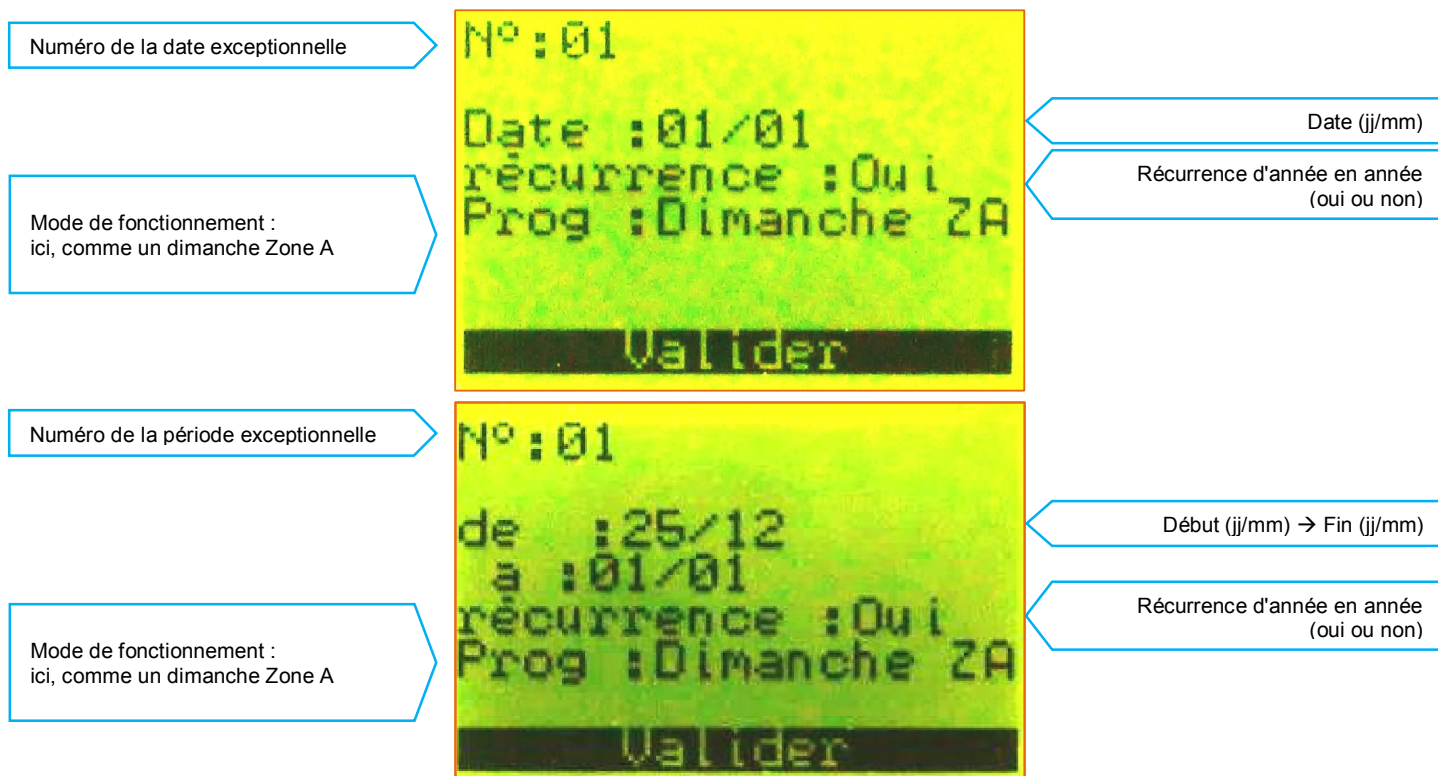 Numéro de la date exceptionnelle
N°:01
Date :01/01
Date (jj/mm)
récurrence :Oui
Récurrence d'année en année
(oui ou non)
Prog :Dimanche ZA
Mode de fonctionnement :
ici, comme un dimanche Zone A
Valider
Numéro de la période exceptionnelle
N°:01
de :25/12
a :01/01
Début (jj/mm) → Fin (jj/mm)
récurrence :Oui
Récurrence d'année en année
(oui ou non)
Prog :Dimanche ZA
Mode de fonctionnement :
ici, comme un dimanche Zone A
Valider